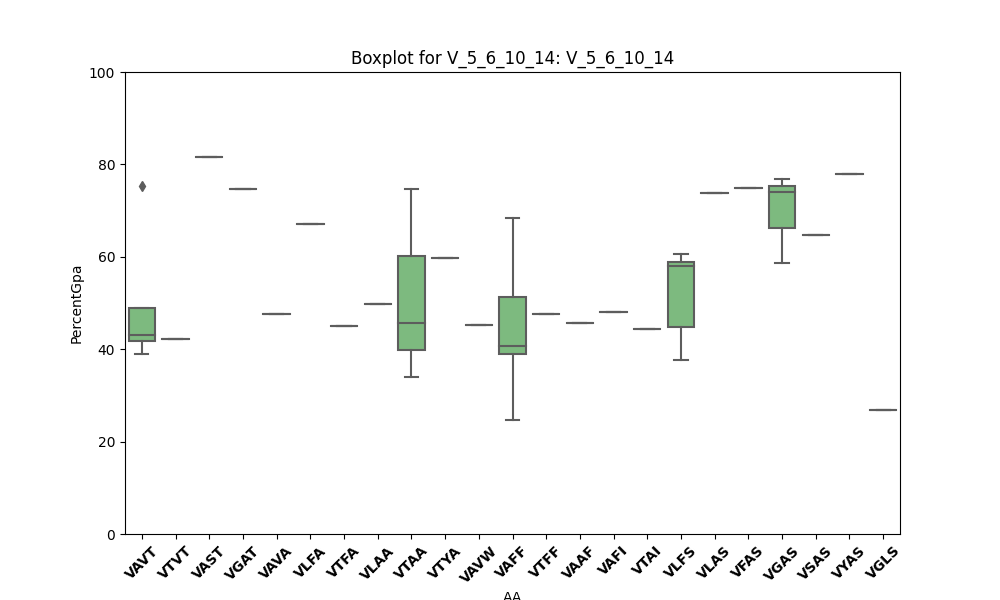 Boxplot for V_5_6_10_14: V_5_6_10_14
100
80
60
40
20
0
PercentGpa
VAVT VTVT VAST VGAT VAVA VLFA VTFA VLAA VTAA VTYA VAVW VAFF VTFF VAAF VAFI VTAI VLFS VLAS VFAS VGAS VSAS VYAS VGLS
AA